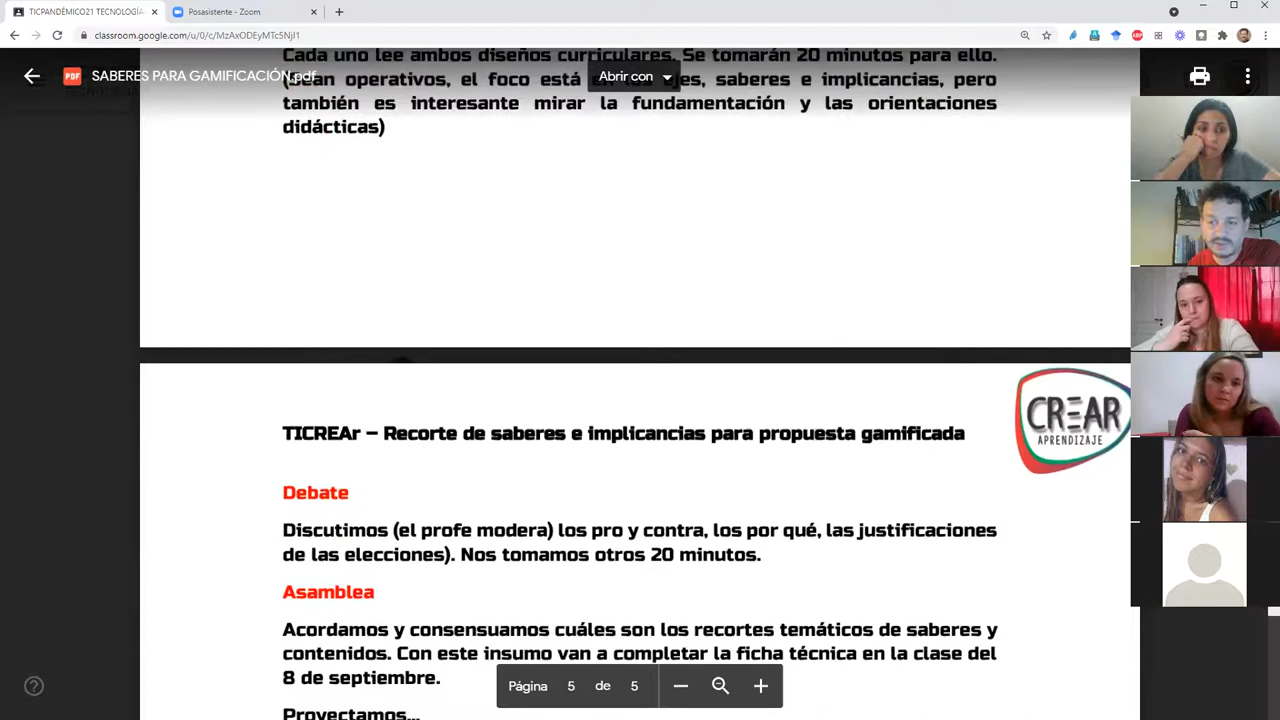 TICPANDÉMICO21 TECNOLOGÍA
Posasistente - Zoom
classroom.google.com/u/0/c/MzAxODEyMTc5NjI1
SABERES PARA GAMIFICACIÓN.pdf
Abrir con
Cada uno lee ambos diseños curriculares. Se tomarán 20 minutos para ello.
(Sean operativos, el foco está en los ejes, saberes e implicancias, pero
también es interesante mirar la fundamentación y las orientaciones
didácticas)
CREAR
APRENDIZAJE
TICREAr – Recorte de saberes e implicancias para propuesta gamificada
Debate
Discutimos (el profe modera) los pro y contra, los por qué, las justificaciones
de las elecciones). Nos tomamos otros 20 minutos.
Asamblea
Acordamos y consensuamos cuáles son los recortes temáticos de saberes y
contenidos. Con este insumo van a completar la ficha técnica en la clase del
8 de septiembre.
Proyectamos...
Página 5 de 5